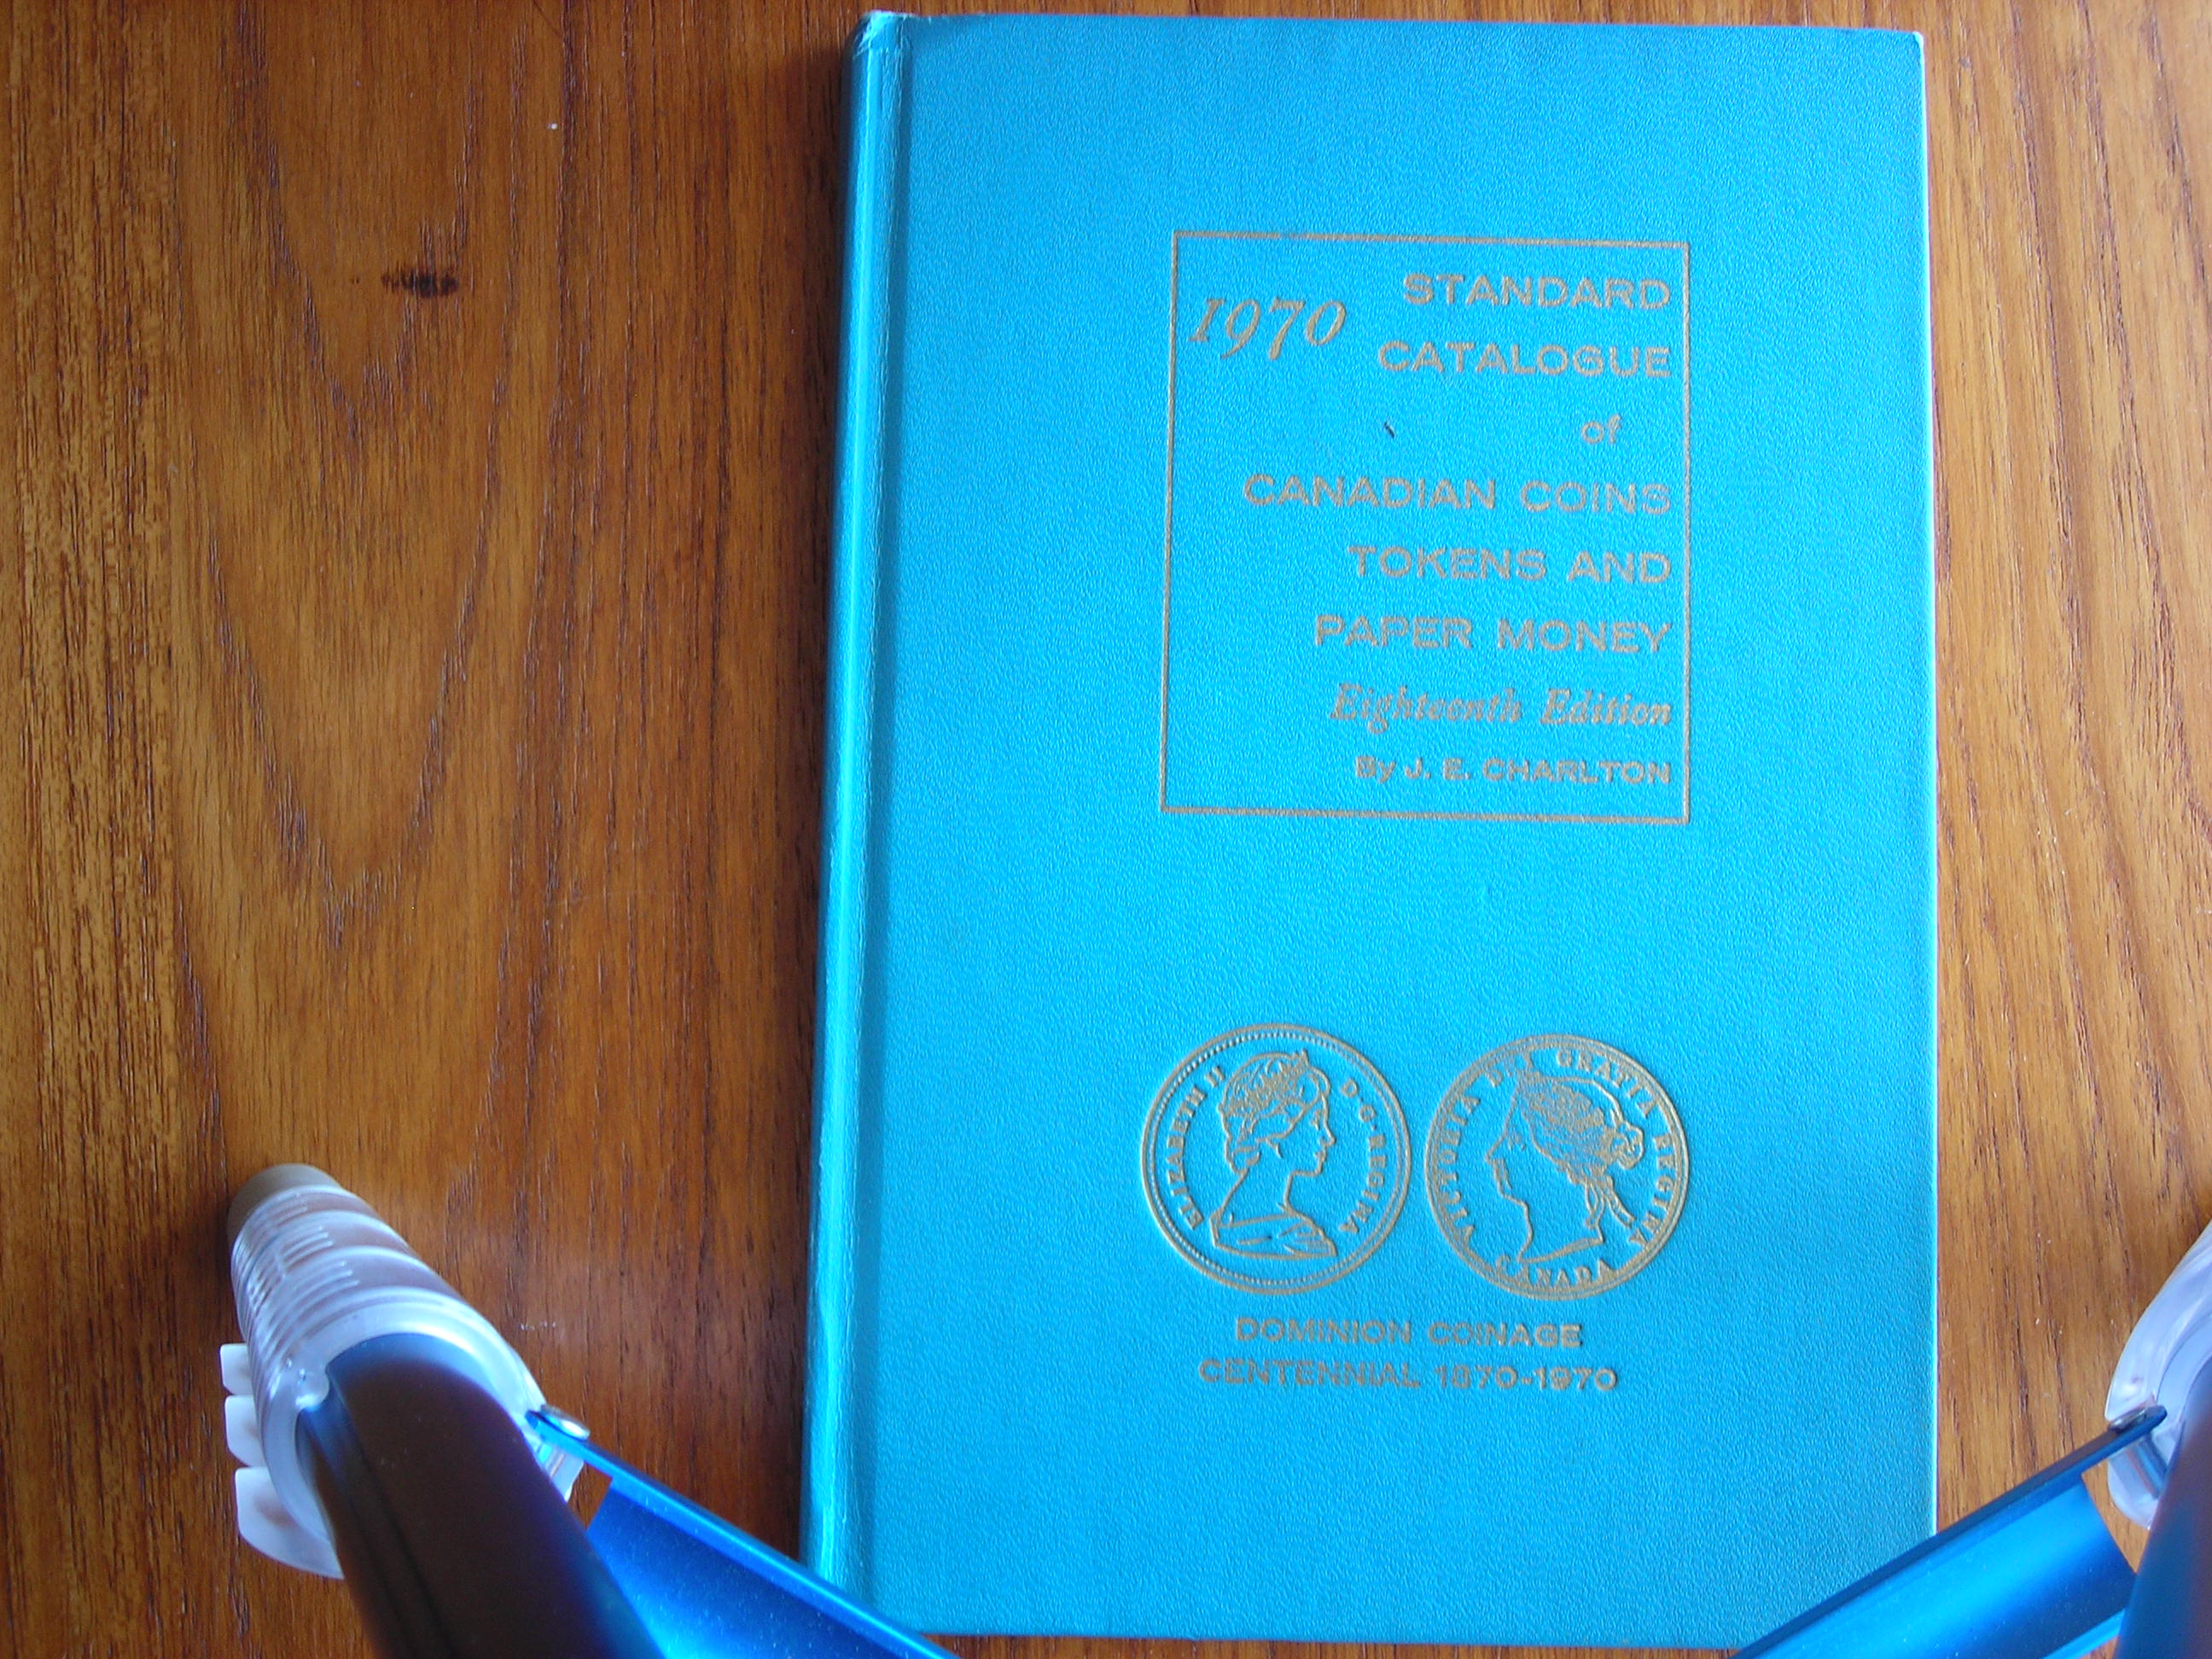 1970
STANDARD
CATALOGUE
of
CANADIAN COINS
TOKENS AND
PAPER MONEY
Eighteenth Edition
By J. E. CHARLTON
ELIZABETH II D·G·REGINA
VICTORIA DEI GRATIA REGINA
CANADA
DOMINION COINAGE
CENTENNIAL 1870-1970